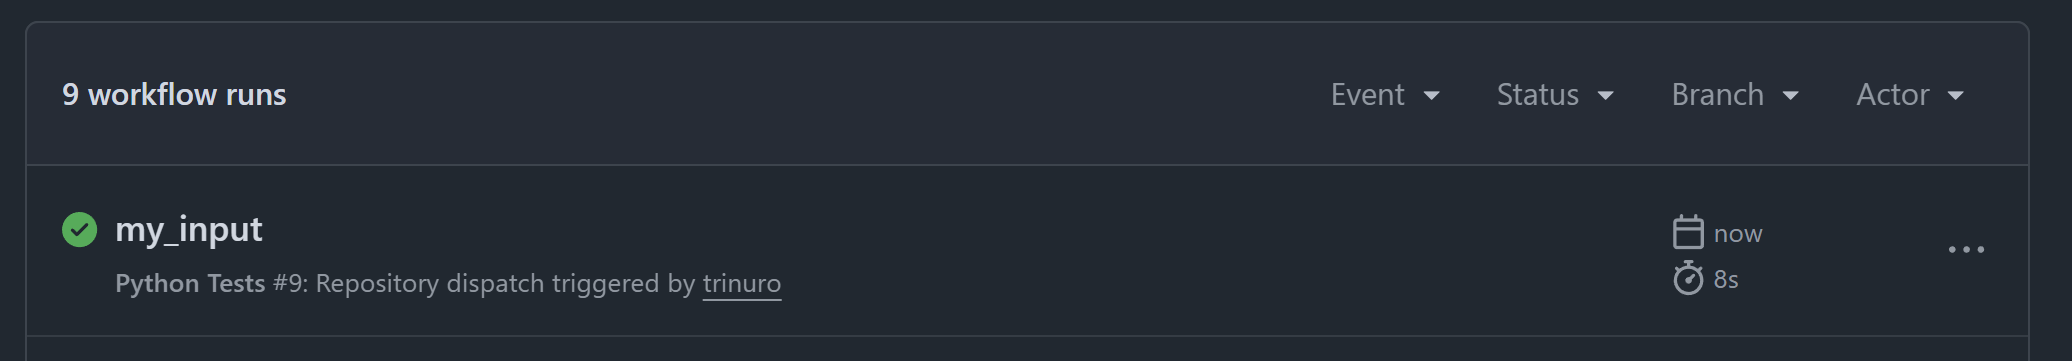 9 workflow runs Event Status Branch Actor
my_input
Python Tests #9: Repository dispatch triggered by trinuro
now
8s